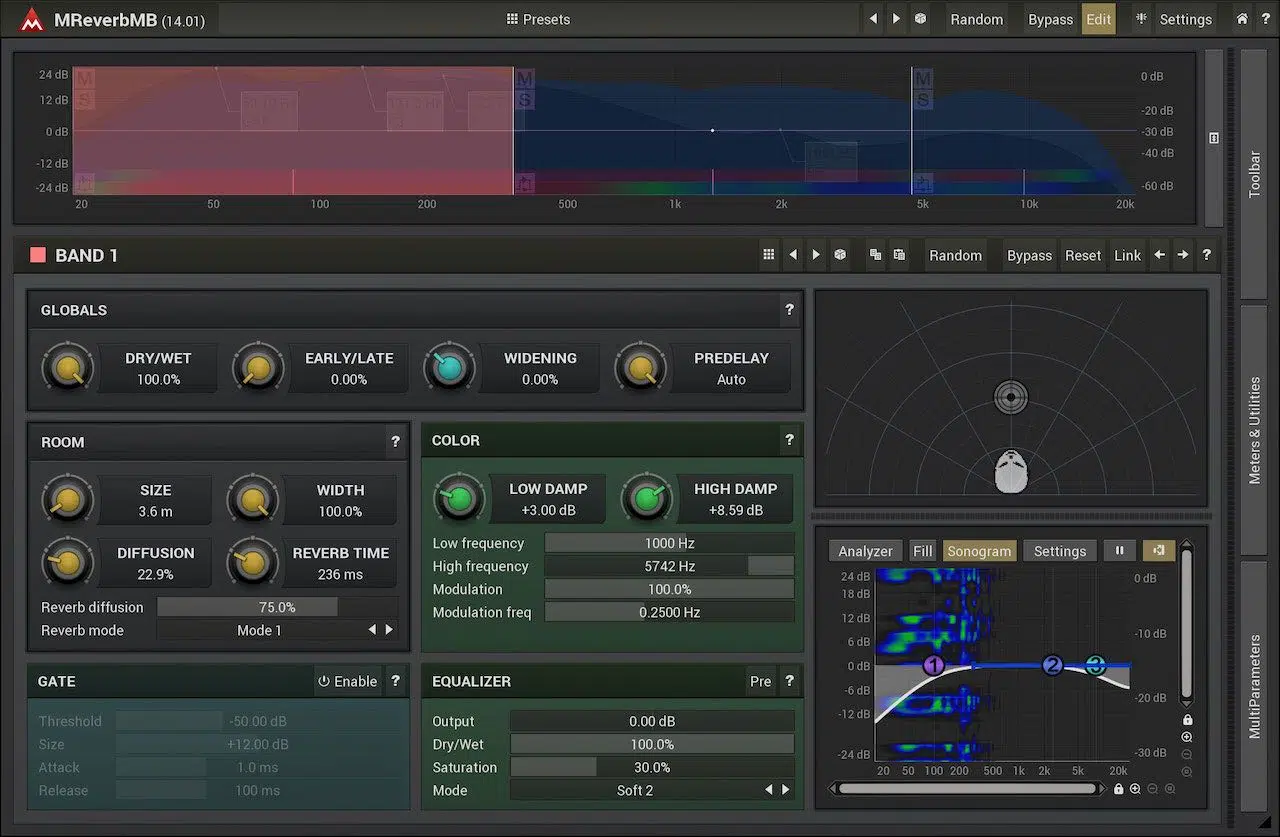 MReverbMB (14.01) Presets Random Bypass Edit Settings ?
24 dB
12 dB
0 dB
-12 dB
-24 dB
M
S
M
S
M
S
0 dB
-20 dB
-30 dB
-40 dB
-60 dB
20 50 100 200 500 1k 2k 5k 10k 20k
Toolbar
Meters & Utilities
MultiParameters
BAND 1 Random Bypass Reset Link ?
GLOBALS ?
DRY/WET
100.0%
EARLY/LATE
0.00%
WIDENING
0.00%
PREDELAY
Auto
ROOM ?
SIZE
3.6 m
WIDTH
100.0%
DIFFUSION
22.9%
REVERB TIME
236 ms
Reverb diffusion 75.0%
Reverb mode Mode 1
COLOR ?
LOW DAMP
+3.00 dB
HIGH DAMP
+8.59 dB
Low frequency 1000 Hz
High frequency 5742 Hz
Modulation 100.0%
Modulation freq 0.2500 Hz
GATE Enable ?
Threshold -50.00 dB
Size +12.00 dB
Attack 1.0 ms
Release 100 ms
EQUALIZER Pre ?
Output 0.00 dB
Dry/Wet 100.0%
Saturation 30.0%
Mode Soft 2
Analyzer Fill Sonogram Settings
24 dB
18 dB
12 dB
6 dB
0 dB
-6 dB
-12 dB
-24 dB
1 2 3
0 dB
-10 dB
-20 dB
-30 dB
20 50 100 200 500 1k 2k 5k 20k